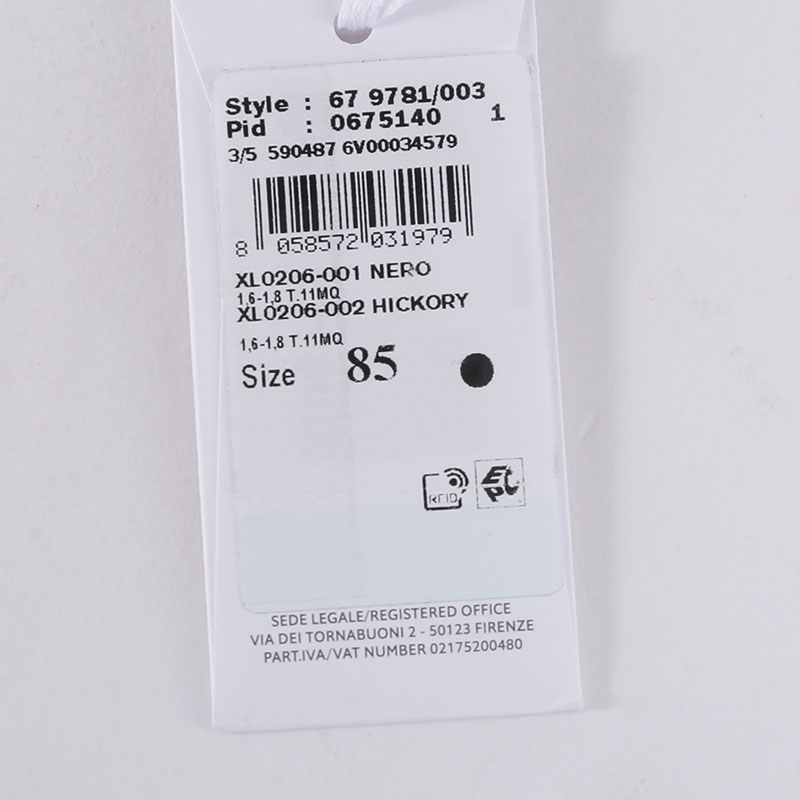 Style : 67 9781/003
Pid : 0675140 1
3/5 590487 6V00034579
8 058572 031979
XL0206-001 NERO
1,6-1,8 T.11MQ
XL0206-002 HICKORY
1,6-1,8 T.11MQ
Size 85
RFID EPC
SEDE LEGALE/REGISTERED OFFICE
VIA DEI TORNABUONI 2 - 50123 FIRENZE
PART.IVA/VAT NUMBER 02175200480